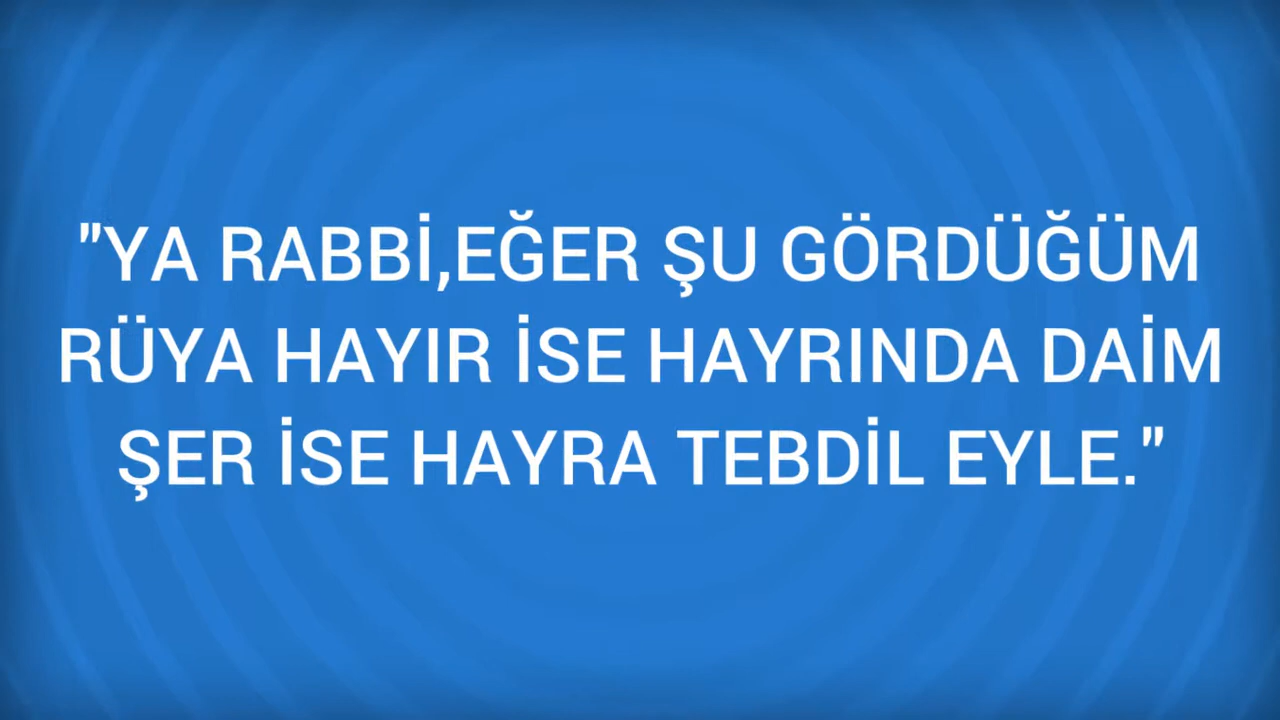 "YA RABBİ,EĞER ŞU GÖRDÜĞÜM
RÜYA HAYIR İSE HAYRINDA DAİM
ŞER İSE HAYRA TEBDİL EYLE."